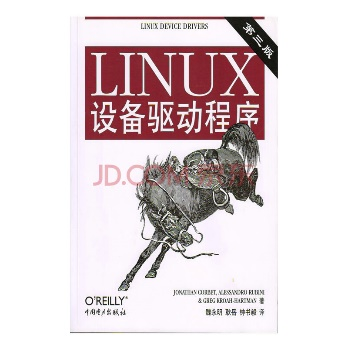 LINUX DEVICE DRIVERS
第三版
LINUX
设备驱动程序
JD.COM
JONATHAN CORBET, ALESSANDRO RUBINI
& GREG KROAH-HARTMAN 著
魏永明 耿岳 钟书毅 译
O'REILLY®
中国电力出版社